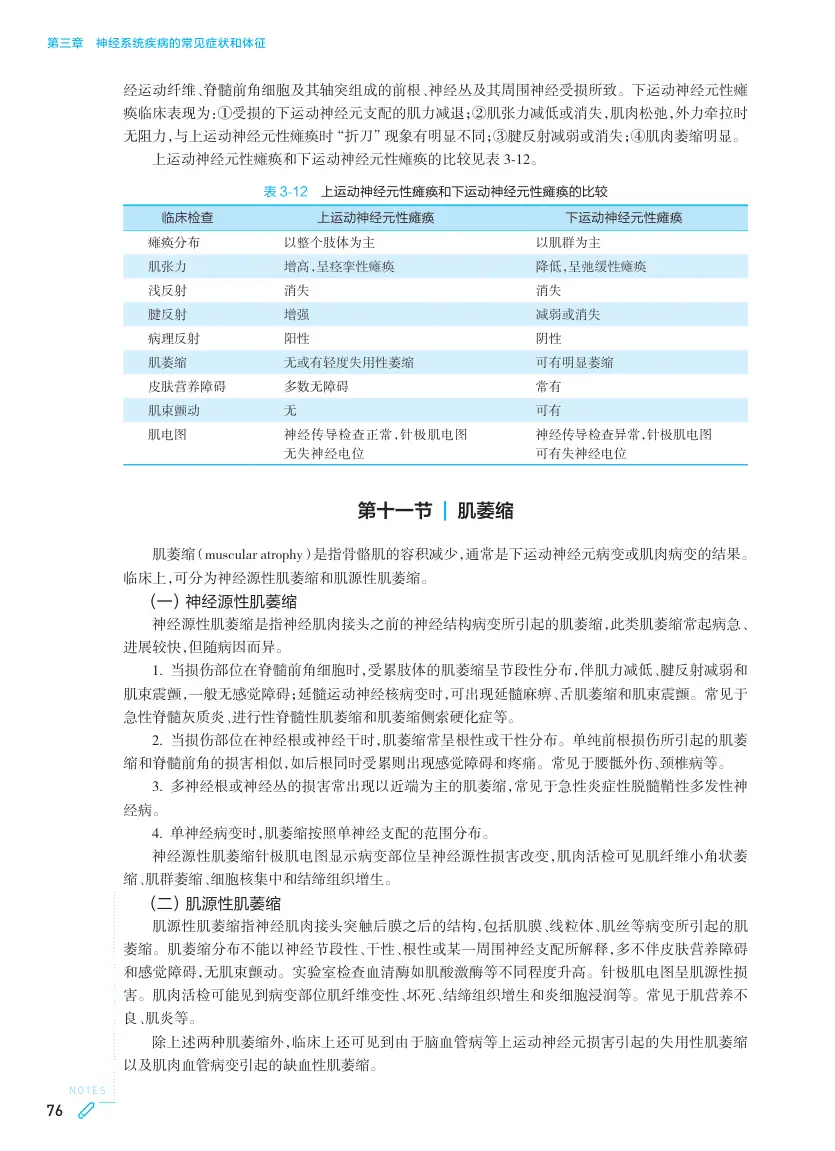 第三章 神经系统疾病的常见症状和体征
经运动纤维、脊髓前角细胞及其轴突组成的前根、神经丛及其周围神经受损所致。下运动神经元性瘫
痪临床表现为:①受损的下运动神经元支配的肌力减退;②肌张力减低或消失,肌肉松弛,外力牵拉时
无阻力,与上运动神经元性瘫痪时“折刀”现象有明显不同;③腱反射减弱或消失;④肌肉萎缩明显。
上运动神经元性瘫痪和下运动神经元性瘫痪的比较见表 3-12。
表 3-12 上运动神经元性瘫痪和下运动神经元性瘫痪的比较
临床检查 上运动神经元性瘫痪 下运动神经元性瘫痪
瘫痪分布 以整个肢体为主 以肌群为主
肌张力 增高,呈痉挛性瘫痪 降低,呈弛缓性瘫痪
浅反射 消失 消失
腱反射 增强 减弱或消失
病理反射 阳性 阴性
肌萎缩 无或有轻度失用性萎缩 可有明显萎缩
皮肤营养障碍 多数无障碍 常有
肌束颤动 无 可有
肌电图 神经传导检查正常,针极肌电图 神经传导检查异常,针极肌电图
无失神经电位 可有失神经电位
第十一节 | 肌萎缩
肌萎缩(muscular atrophy)是指骨骼肌的容积减少,通常是下运动神经元病变或肌肉病变的结果。
临床上,可分为神经源性肌萎缩和肌源性肌萎缩。
(一)神经源性肌萎缩
神经源性肌萎缩是指神经肌肉接头之前的神经结构病变所引起的肌萎缩,此类肌萎缩常起病急、
进展较快,但随病因而异。
1. 当损伤部位在脊髓前角细胞时,受累肢体的肌萎缩呈节段性分布,伴肌力减低、腱反射减弱和
肌束震颤,一般无感觉障碍;延髓运动神经核病变时,可出现延髓麻痹、舌肌萎缩和肌束震颤。常见于
急性脊髓灰质炎、进行性脊髓性肌萎缩和肌萎缩侧索硬化症等。
2. 当损伤部位在神经根或神经干时,肌萎缩常呈根性或干性分布。单纯前根损伤所引起的肌萎
缩和脊髓前角的损害相似,如后根同时受累则出现感觉障碍和疼痛。常见于腰骶外伤、颈椎病等。
3. 多神经根或神经丛的损害常出现以近端为主的肌萎缩,常见于急性炎症性脱髓鞘性多发性神
经病。
4. 单神经病变时,肌萎缩按照单神经支配的范围分布。
神经源性肌萎缩针极肌电图显示病变部位呈神经源性损害改变,肌肉活检可见肌纤维小角状萎
缩、肌群萎缩、细胞核集中和结缔组织增生。
(二)肌源性肌萎缩
肌源性肌萎缩指神经肌肉接头突触后膜之后的结构,包括肌膜、线粒体、肌丝等病变所引起的肌
萎缩。肌萎缩分布不能以神经节段性、干性、根性或某一周围神经支配所解释,多不伴皮肤营养障碍
和感觉障碍,无肌束颤动。实验室检查血清酶如肌酸激酶等不同程度升高。针极肌电图呈肌源性损
害。肌肉活检可能见到病变部位肌纤维变性、坏死、结缔组织增生和炎细胞浸润等。常见于肌营养不
良、肌炎等。
除上述两种肌萎缩外,临床上还可见到由于脑血管病等上运动神经元损害引起的失用性肌萎缩
以及肌肉血管病变引起的缺血性肌萎缩。
NOTES
76